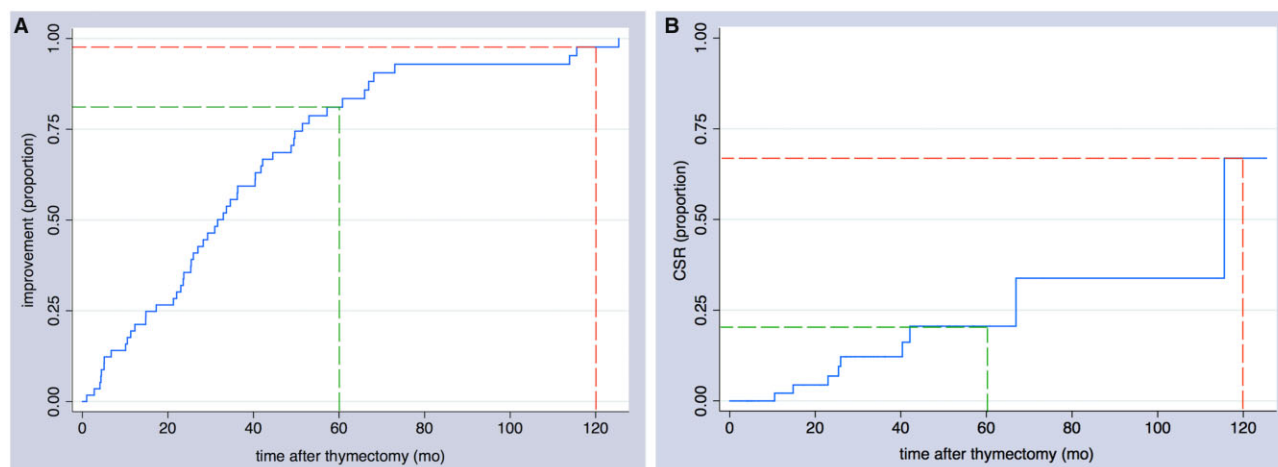 A
improvement (proportion)
1.00
0.75
0.50
0.25
0.00
0 20 40 60 80 100 120
time after thymectomy (mo)
B
CSR (proportion)
1.00
0.75
0.50
0.25
0.00
0 20 40 60 80 100 120
time after thymectomy (mo)